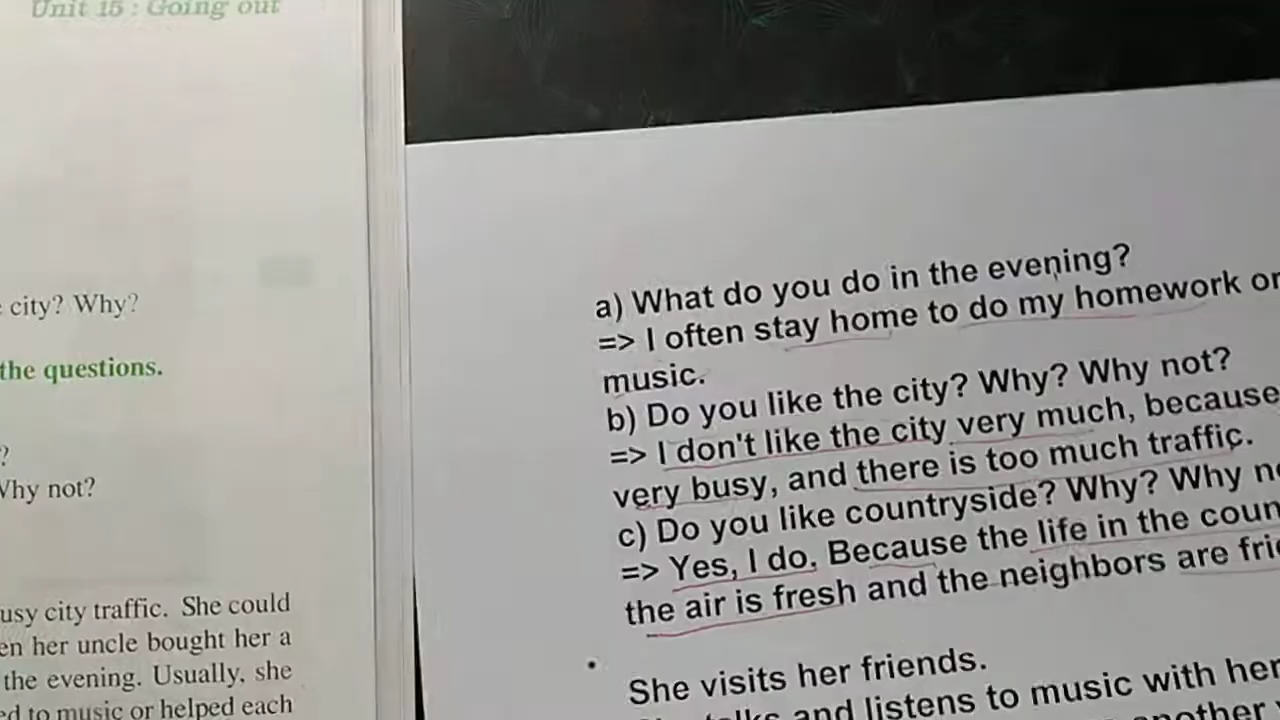 Unit 15 : Going out
city? Why?
the questions.
?
Why not?
usy city traffic. She could
en her uncle bought her a
the evening. Usually, she
ed to music or helped each
a) What do you do in the evening?
=> I often stay home to do my homework or
music.
b) Do you like the city? Why? Why not?
=> I don't like the city very much, because
very busy, and there is too much traffic.
c) Do you like countryside? Why? Why no
=> Yes, I do. Because the life in the coun
the air is fresh and the neighbors are frie
She visits her friends.
talks and listens to music with her
another